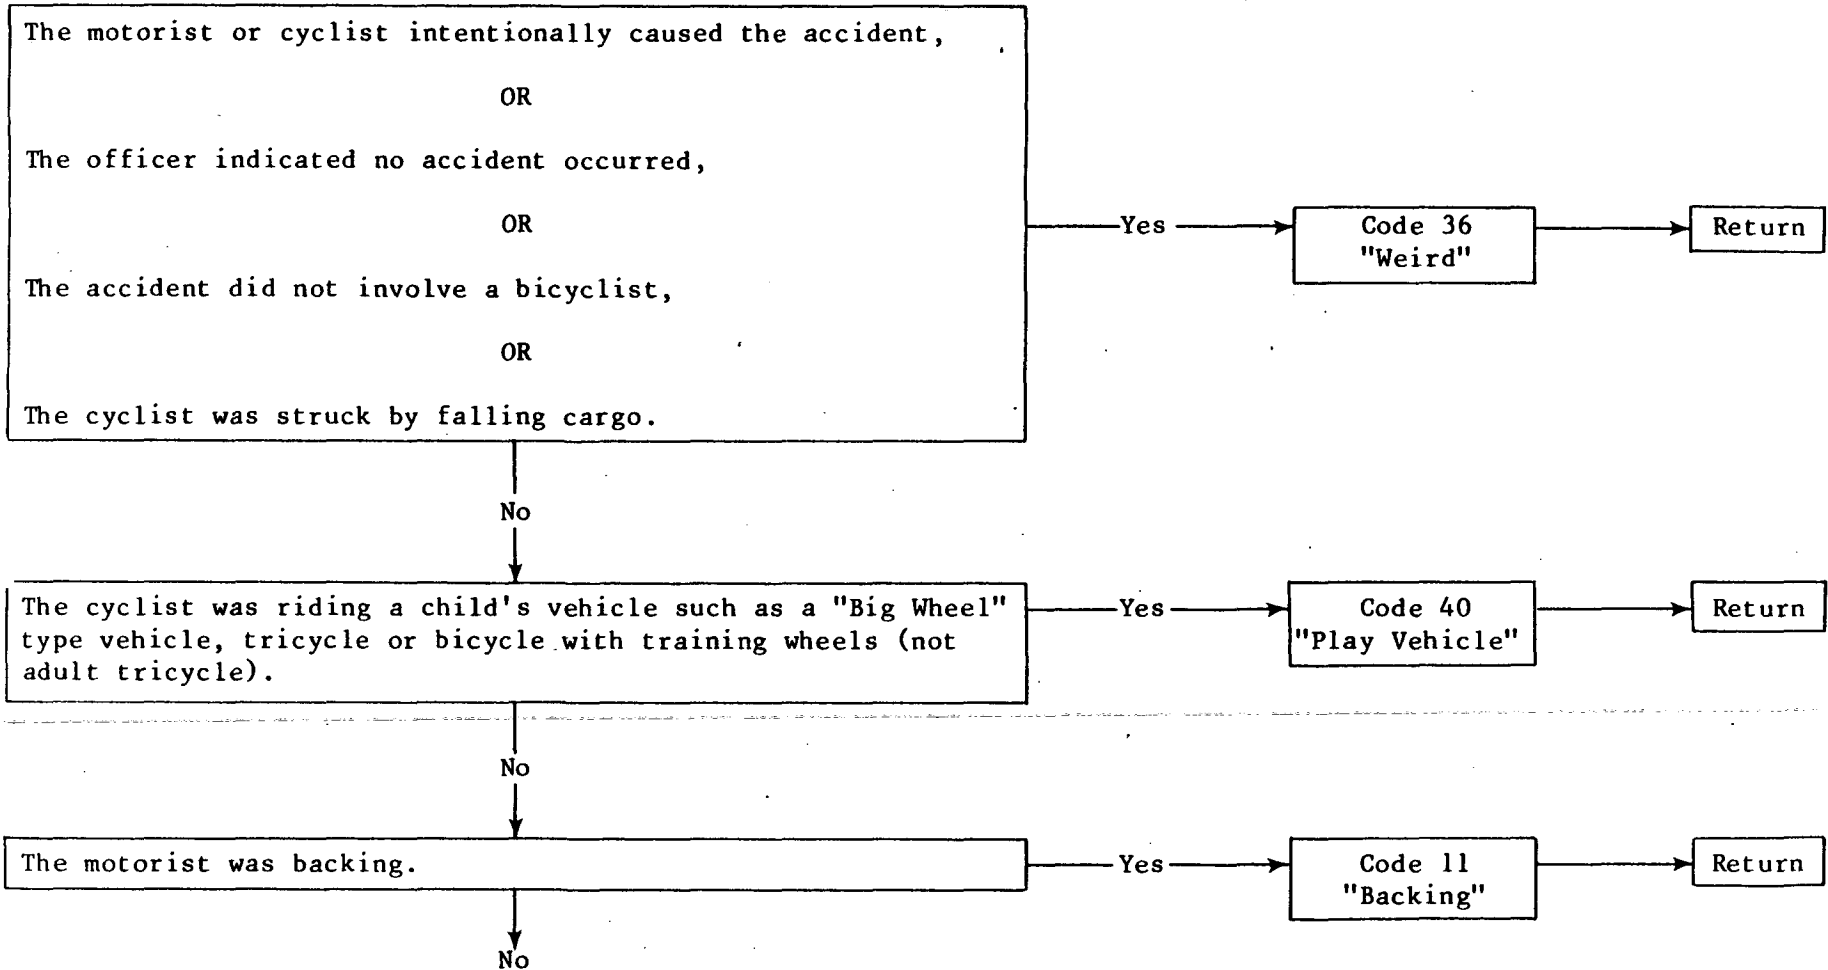 The motorist or cyclist intentionally caused the accident,
OR
The officer indicated no accident occurred,
OR
The accident did not involve a bicyclist,
OR
The cyclist was struck by falling cargo.
Yes
Code 36
"Weird"
Return
No
The cyclist was riding a child's vehicle such as a "Big Wheel"
type vehicle, tricycle or bicycle with training wheels (not
adult tricycle).
Yes
Code 40
"Play Vehicle"
Return
No
The motorist was backing.
Yes
Code 11
"Backing"
Return
No